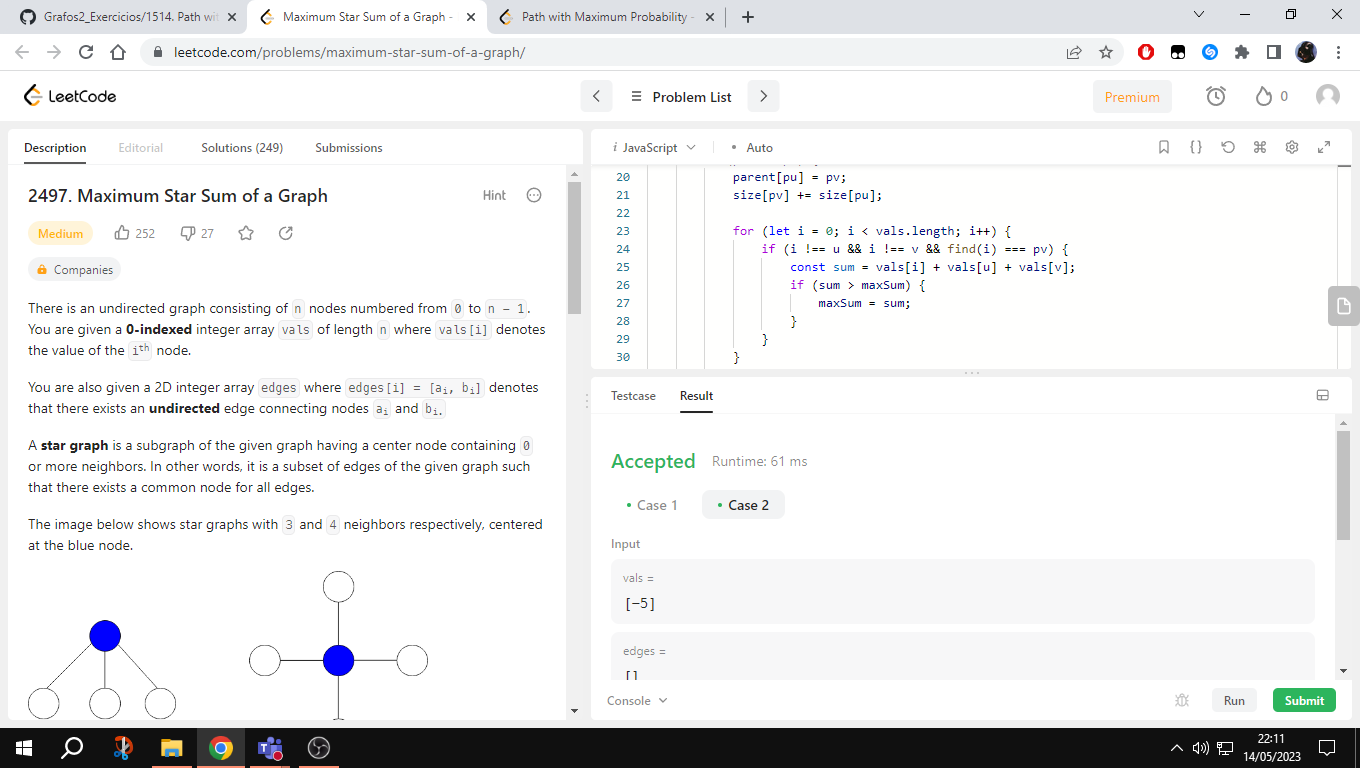 Grafos2_Exercicios/1514. Path wit
Maximum Star Sum of a Graph -
Path with Maximum Probability -
leetcode.com/problems/maximum-star-sum-of-a-graph/
LeetCode
Problem List
Premium
0
Description
Editorial
Solutions (249)
Submissions
2497. Maximum Star Sum of a Graph
Hint
Medium
252
27
Companies
There is an undirected graph consisting of n nodes numbered from 0 to n - 1.
You are given a 0-indexed integer array vals of length n where vals[i] denotes
the value of the ith node.
You are also given a 2D integer array edges where edges[i] = [ai, bi] denotes
that there exists an undirected edge connecting nodes ai and bi.
A star graph is a subgraph of the given graph having a center node containing 0
or more neighbors. In other words, it is a subset of edges of the given graph such
that there exists a common node for all edges.
The image below shows star graphs with 3 and 4 neighbors respectively, centered
at the blue node.
i JavaScript
• Auto
20 parent[pu] = pv;
21 size[pv] += size[pu];
22
23 for (let i = 0; i < vals.length; i++) {
24 if (i !== u && i !== v && find(i) === pv) {
25 const sum = vals[i] + vals[u] + vals[v];
26 if (sum > maxSum) {
27 maxSum = sum;
28 }
29 }
30 }
Testcase
Result
Accepted
Runtime: 61 ms
• Case 1
• Case 2
Input
vals =
[-5]
edges =
[]
Console
Run
Submit
22:11
14/05/2023